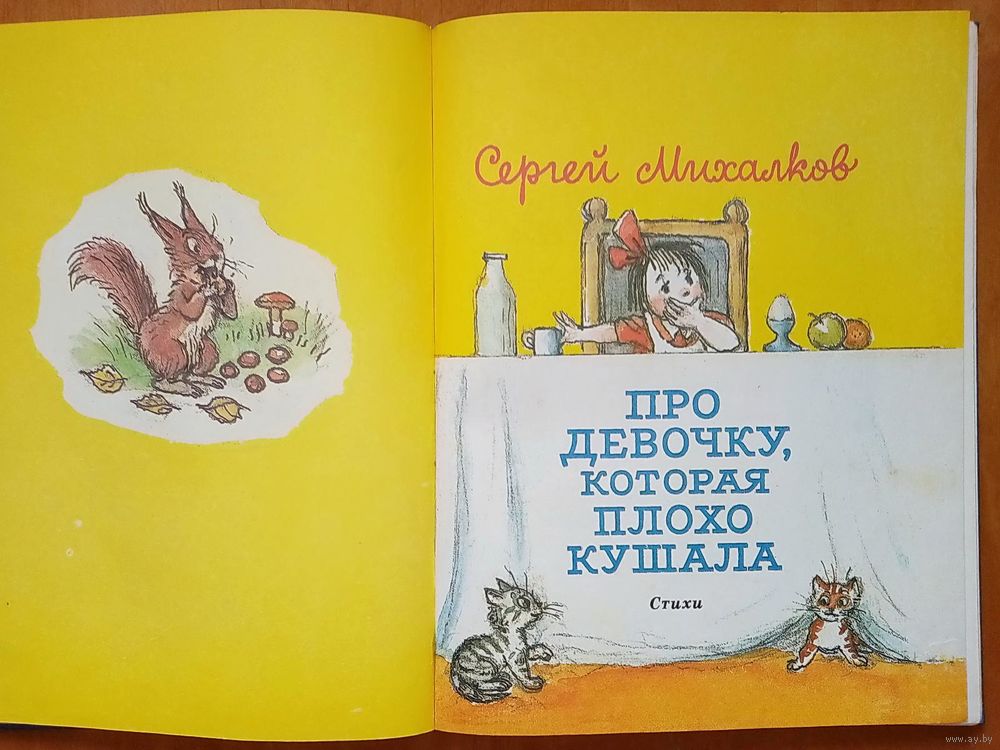 Сергей Михалков
ПРО
ДЕВОЧКУ,
КОТОРАЯ
ПЛОХО
КУШАЛА
Стихи
www.ay.by